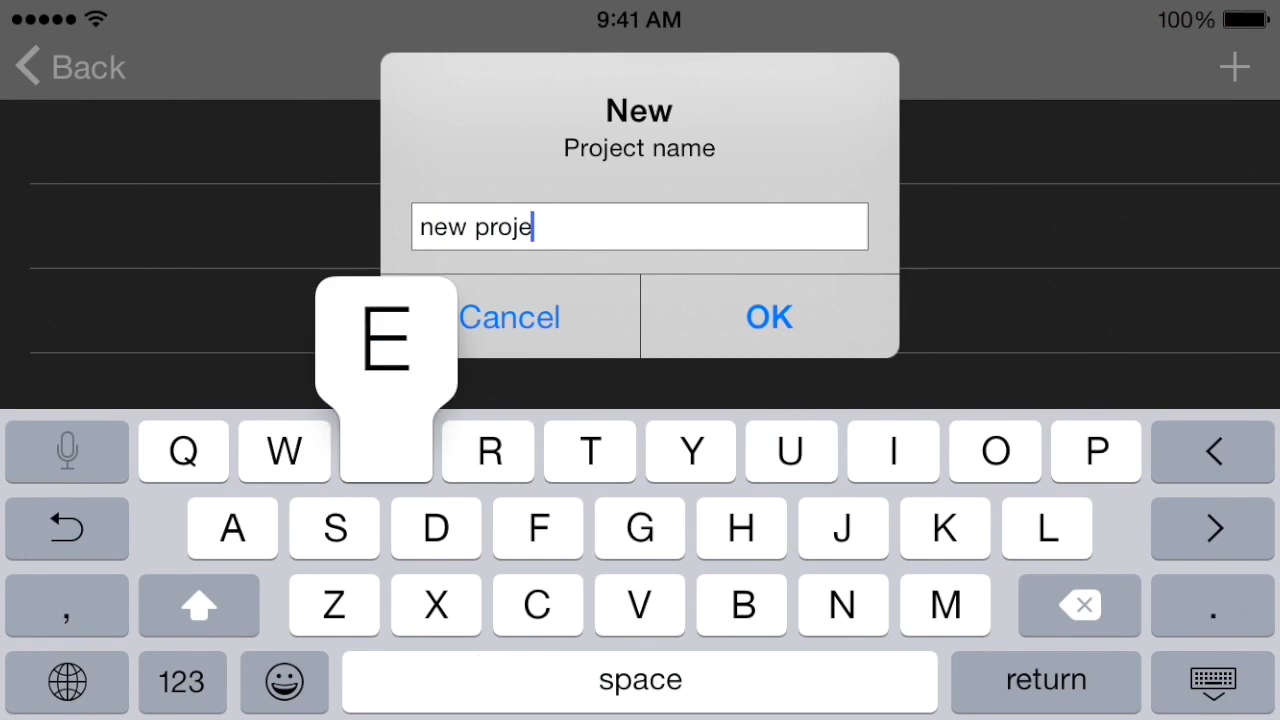 9:41 AM
100%
Back
New
Project name
new proje
Cancel
OK
E
Q W R T Y U I O P
A S D F G H J K L
, Z X C V B N M .
123 space return